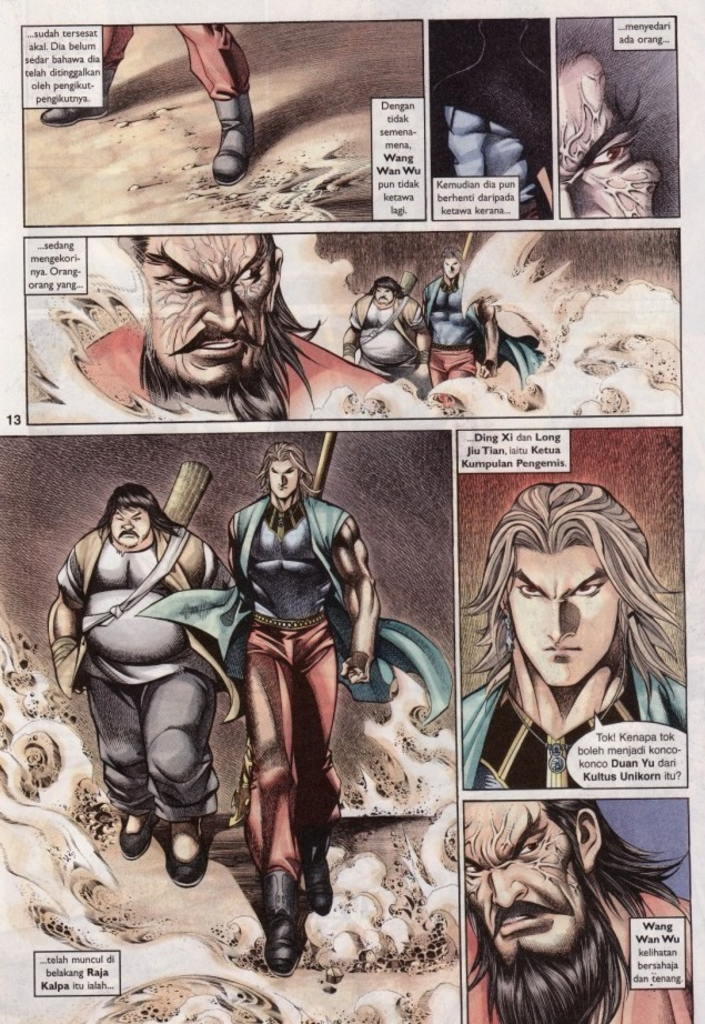 ...sudah tersesat
akal. Dia belum
sedar bahawa dia
telah ditinggalkan
oleh pengikut-
pengikutnya.
Dengan
tidak
semena-
mena,
Wang
Wan Wu
pun tidak
ketawa
lagi.
Kemudian dia pun
berhenti daripada
ketawa kerana...
...menyedari
ada orang...
...sedang
mengekori-
nya. Orang-
orang yang...
13
...telah muncul di
belakang Raja
Kalpa itu ialah...
...Ding Xi dan Long
Jiu Tian, iaitu Ketua
Kumpulan Pengemis.
Tok! Kenapa tok
boleh menjadi konco-
konco Duan Yu dari
Kultus Unikorn itu?
Wang
Wan Wu
kelihatan
bersahaja
dan tenang.